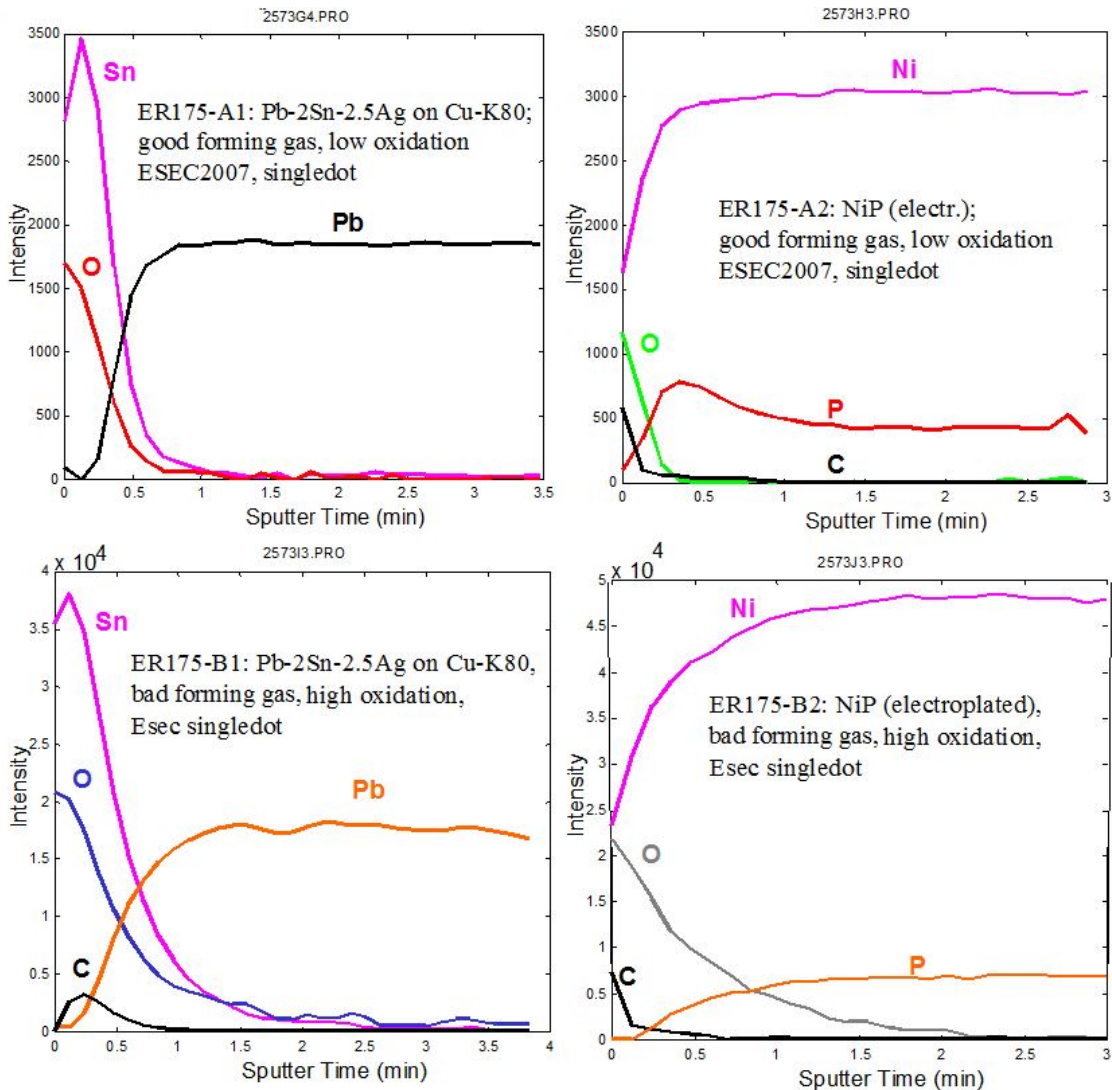 2573G4.PRO
3500
3000
2500
2000
1500
1000
500
0
Intensity
Sn
O
Pb
ER175-A1: Pb-2Sn-2.5Ag on Cu-K80;
good forming gas, low oxidation
ESEC2007, singledot
0 0.5 1 1.5 2 2.5 3 3.5
Sputter Time (min)
2573H3.PRO
3500
3000
2500
2000
1500
1000
500
0
Intensity
Ni
O
P
C
ER175-A2: NiP (electr.);
good forming gas, low oxidation
ESEC2007, singledot
0 0.5 1 1.5 2 2.5 3
Sputter Time (min)
2573I3.PRO
x 10^4
4
3.5
3
2.5
2
1.5
1
0.5
0
Intensity
Sn
ER175-B1: Pb-2Sn-2.5Ag on Cu-K80,
bad forming gas, high oxidation,
Esec singledot
O
Pb
C
0 0.5 1 1.5 2 2.5 3 3.5 4
Sputter Time (min)
2573J3.PRO
x 10^4
5
4.5
4
3.5
3
2.5
2
1.5
1
0.5
0
Intensity
Ni
ER175-B2: NiP (electroplated),
bad forming gas, high oxidation,
Esec singledot
O
P
C
0 0.5 1 1.5 2 2.5 3
Sputter Time (min)